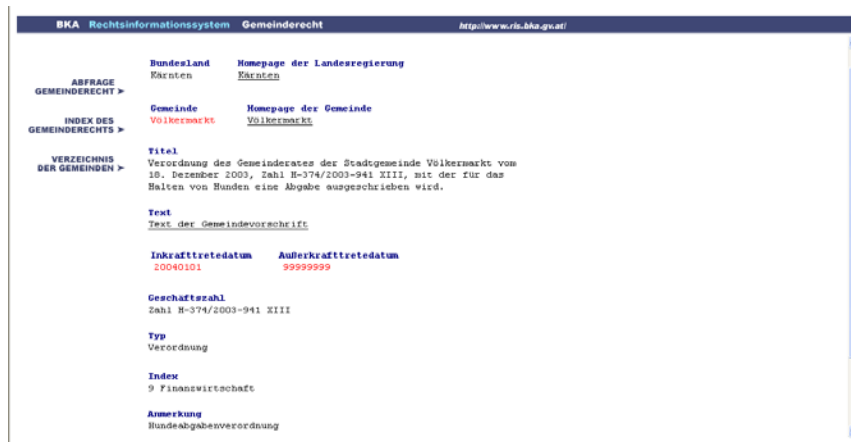 BKA Rechtsinformationssystem Gemeinderecht http://www.ris.bka.gv.at/
ABFRAGE
GEMEINDERECHT ➤
INDEX DES
GEMEINDERECHTS ➤
VERZEICHNIS
DER GEMEINDEN ➤
Bundesland Homepage der Landesregierung
Kärnten Kärnten
Gemeinde Homepage der Gemeinde
Völkermarkt Völkermarkt
Titel
Verordnung des Gemeinderates der Stadtgemeinde Völkermarkt vom
18. Dezember 2003, Zahl H-374/2003-941 XIII, mit der für das
Halten von Hunden eine Abgabe ausgeschrieben wird.
Text
Text der Gemeindevorschrift
Inkrafttretedatum Außerkrafttretedatum
20040101 99999999
Geschaftszahl
Zahl H-374/2003-941 XIII
Typ
Verordnung
Index
9 Finanzwirtschaft
Anmerkung
Hundeabgabenverordnung